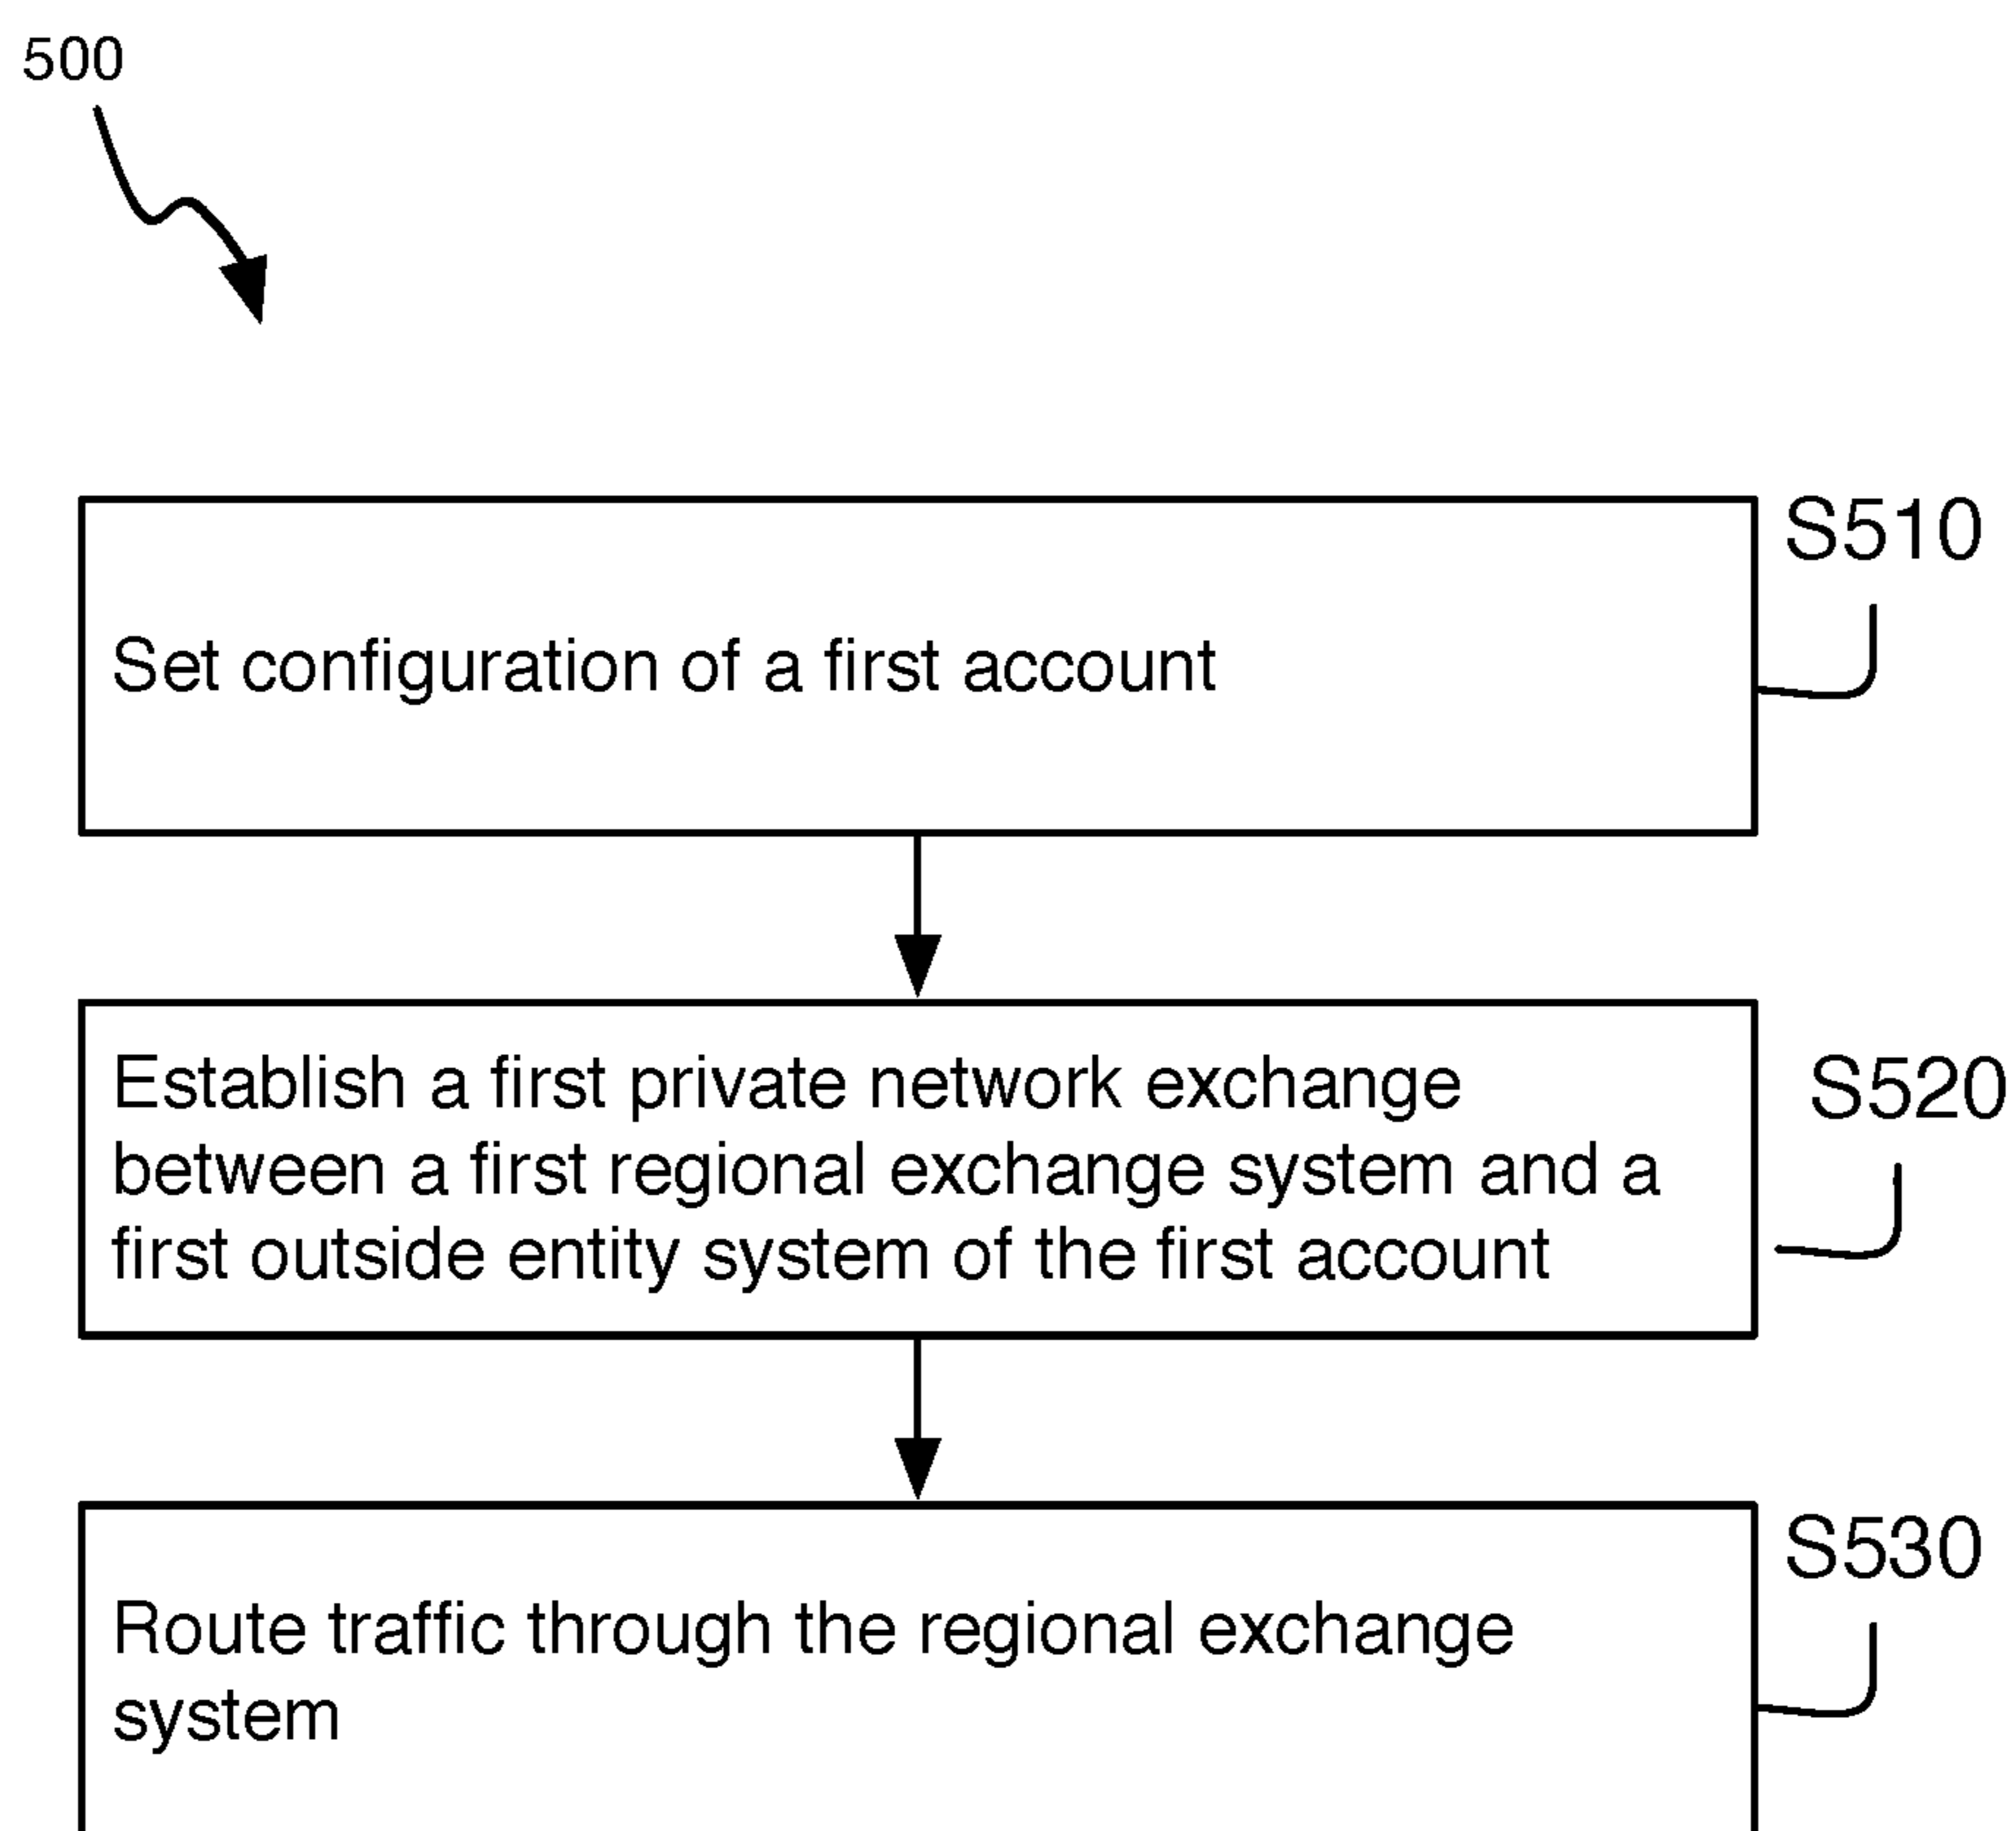 500
S510
Set configuration of a first account
Establish a first private network exchange
between a first regional exchange system and a
first outside entity system of the first account
S520
S530
Route traffic through the regional exchange
system